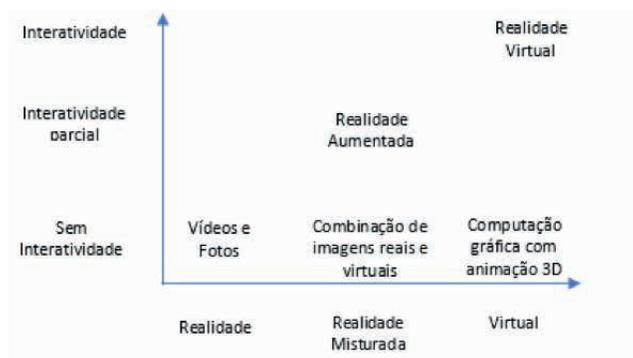 Interatividade
Realidade
Virtual
Interatividade
parcial
Realidade
Aumentada
Sem
Interatividade
Vídeos e
Fotos
Combinação de
imagens reais e
virtuais
Computação
gráfica com
animação 3D
Realidade
Realidade
Misturada
Virtual